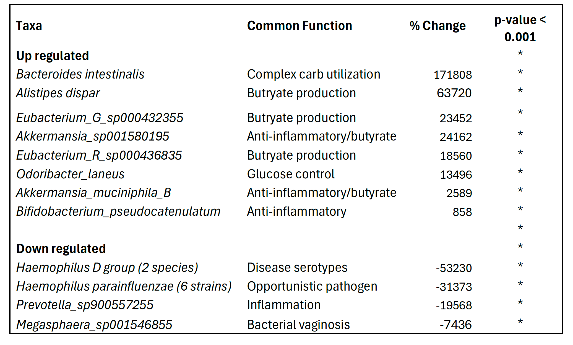 Taxa Common Function % Change p-value < 0.001
Up regulated *
Bacteroides intestinalis Complex carb utilization 171808 *
Alistipes dispar Butryate production 63720 *
Eubacterium_G_sp000432355 Butryate production 23452 *
Akkermansia_sp001580195 Anti-inflammatory/butyrate 24162 *
Eubacterium_R_sp000436835 Butryate production 18560 *
Odoribacter_laneus Glucose control 13496 *
Akkermansia_muciniphila_B Anti-inflammatory/butyrate 2589 *
Bifidobacterium_pseudocatenulatum Anti-inflammatory 858 *
*
Down regulated *
Haemophilus D group (2 species) Disease serotypes -53230 *
Haemophilus parainfluenzae (6 strains) Opportunistic pathogen -31373 *
Prevotella_sp900557255 Inflammation -19568 *
Megasphaera_sp001546855 Bacterial vaginosis -7436 *